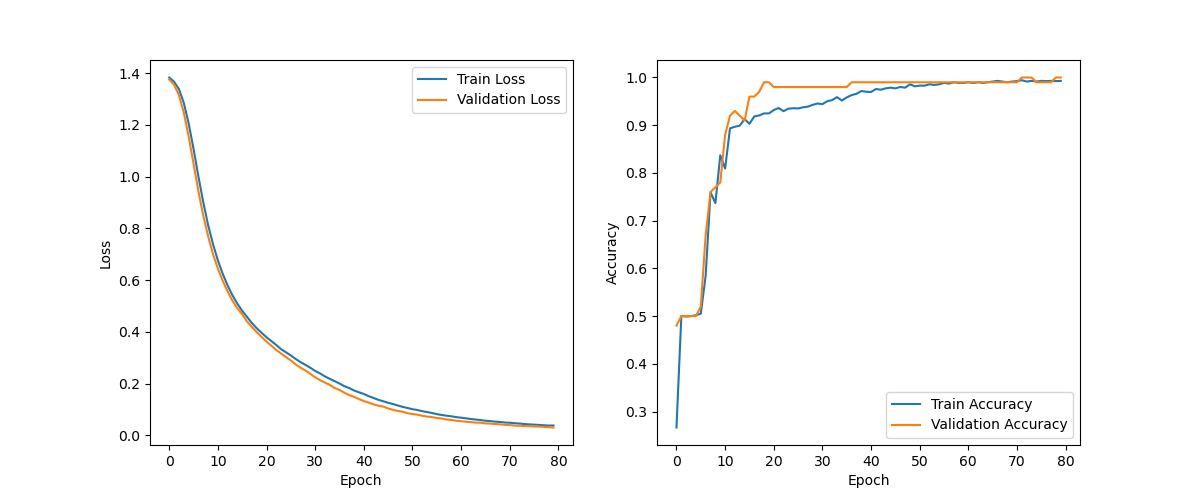 1.4
1.2
1.0
0.8
0.6
0.4
0.2
0.0
Loss
0 10 20 30 40 50 60 70 80
Epoch
Train Loss
Validation Loss
1.0
0.9
0.8
0.7
0.6
0.5
0.4
0.3
Accuracy
0 10 20 30 40 50 60 70 80
Epoch
Train Accuracy
Validation Accuracy